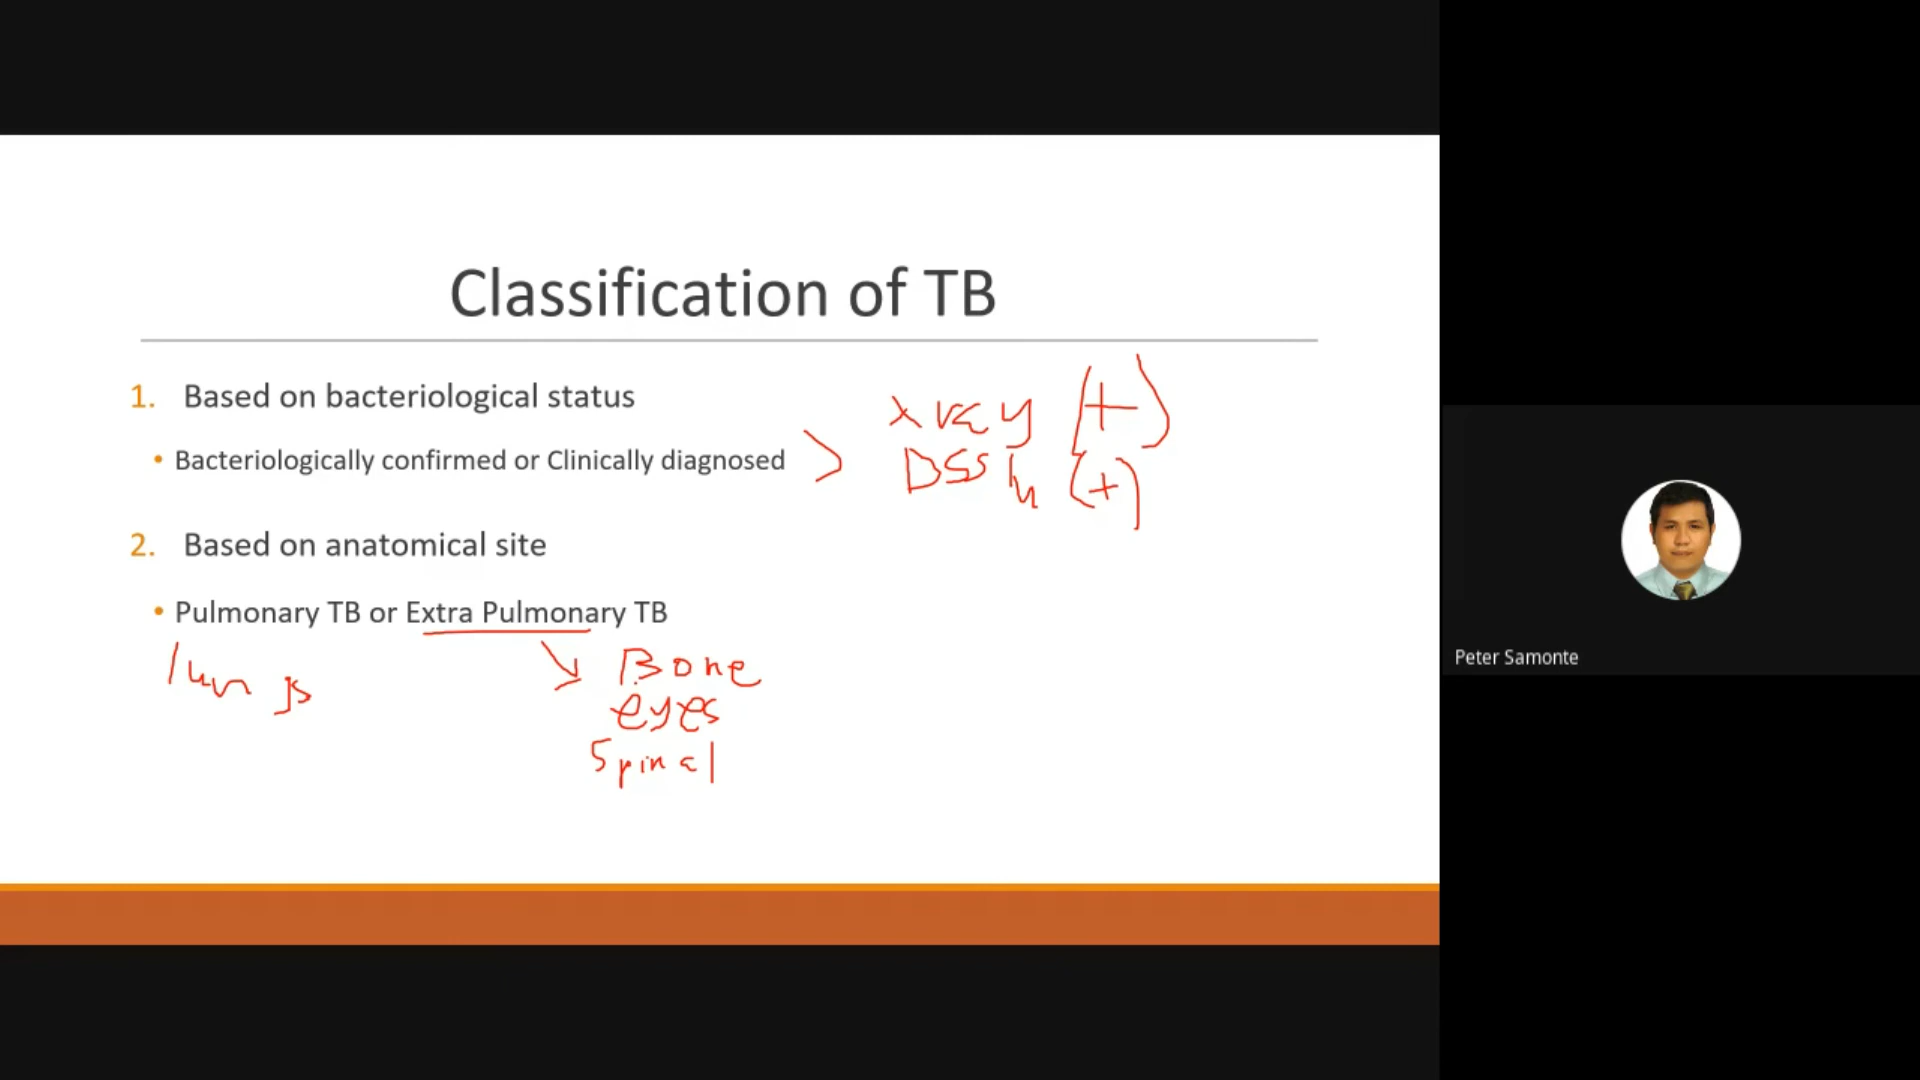 Classification of TB
1. Based on bacteriological status
• Bacteriologically confirmed or Clinically diagnosed
xray (+)
DSSM (+)
2. Based on anatomical site
• Pulmonary TB or Extra Pulmonary TB
lungs
Bone
eyes
Spinal
Peter Samonte